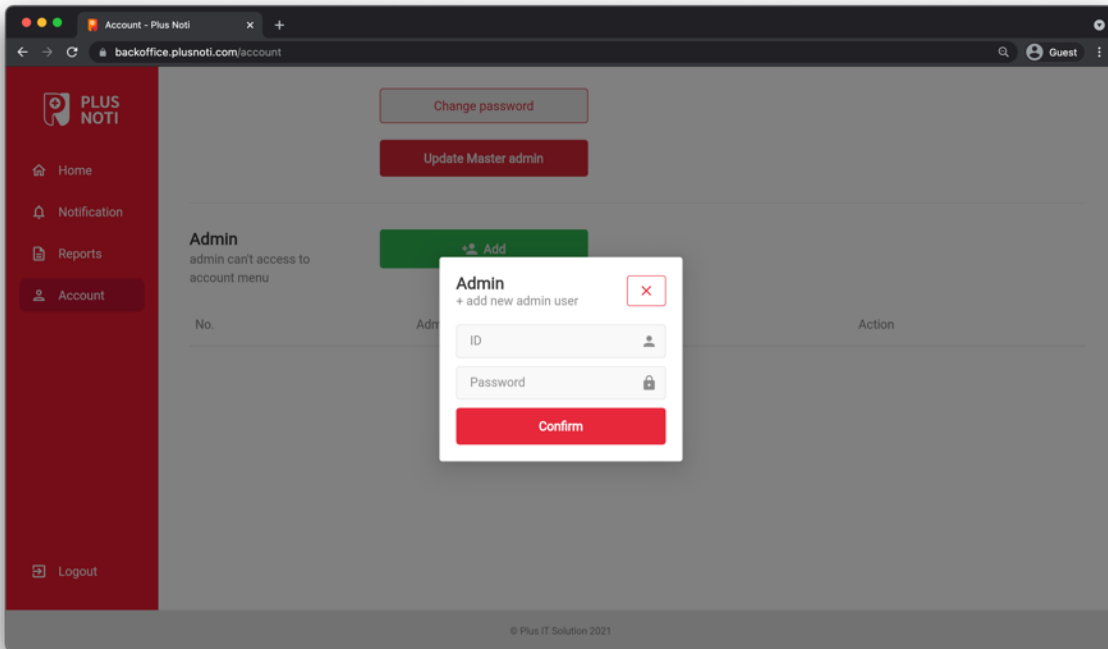 Account - Plus Noti
backoffice.plusnoti.com/account
Guest
PLUS
NOTI
Home
Notification
Reports
Account
Logout
Change password
Update Master admin
Admin
admin can't access to
account menu
Add
No.
Adm
Action
Admin
+ add new admin user
ID
Password
Confirm
© Plus IT Solution 2021